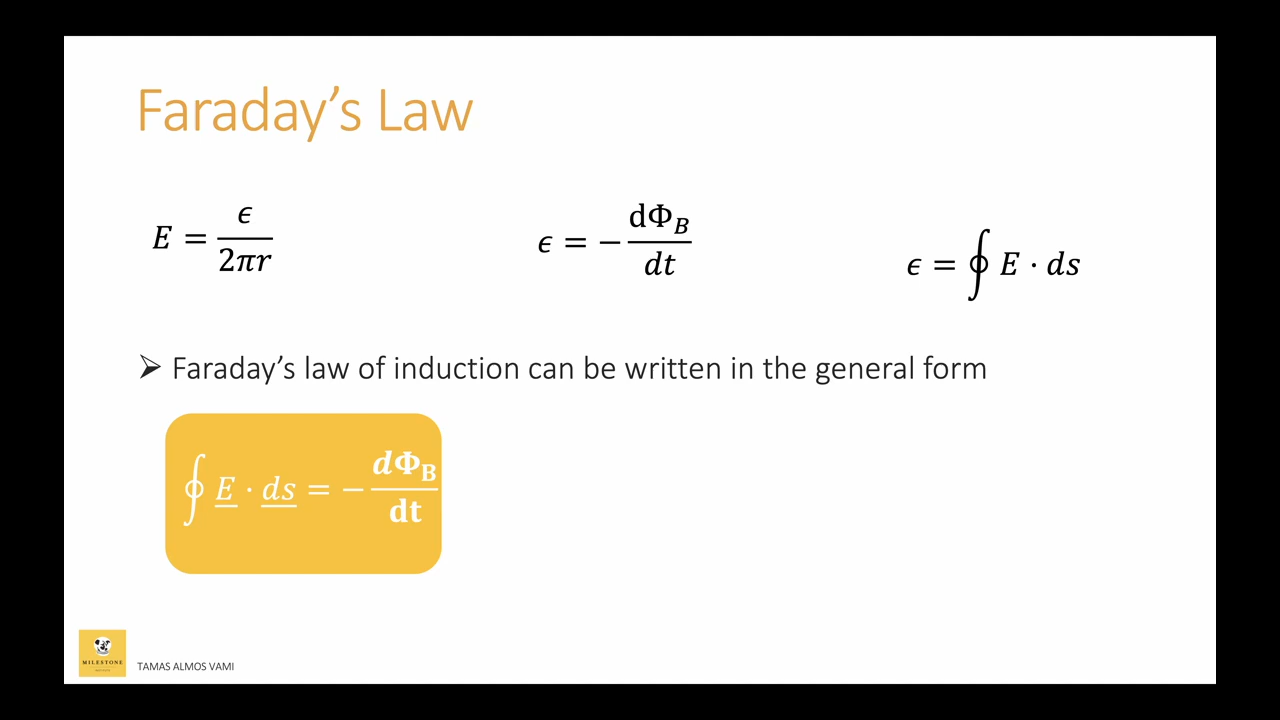 Faraday’s Law
E = ϵ / 2πr
ϵ = − dΦ_B / dt
ϵ = ∮ E · ds
➢ Faraday’s law of induction can be written in the general form
∮ E · ds = − dΦ_B / dt
MILESTONE
TAMAS ALMOS VAMI